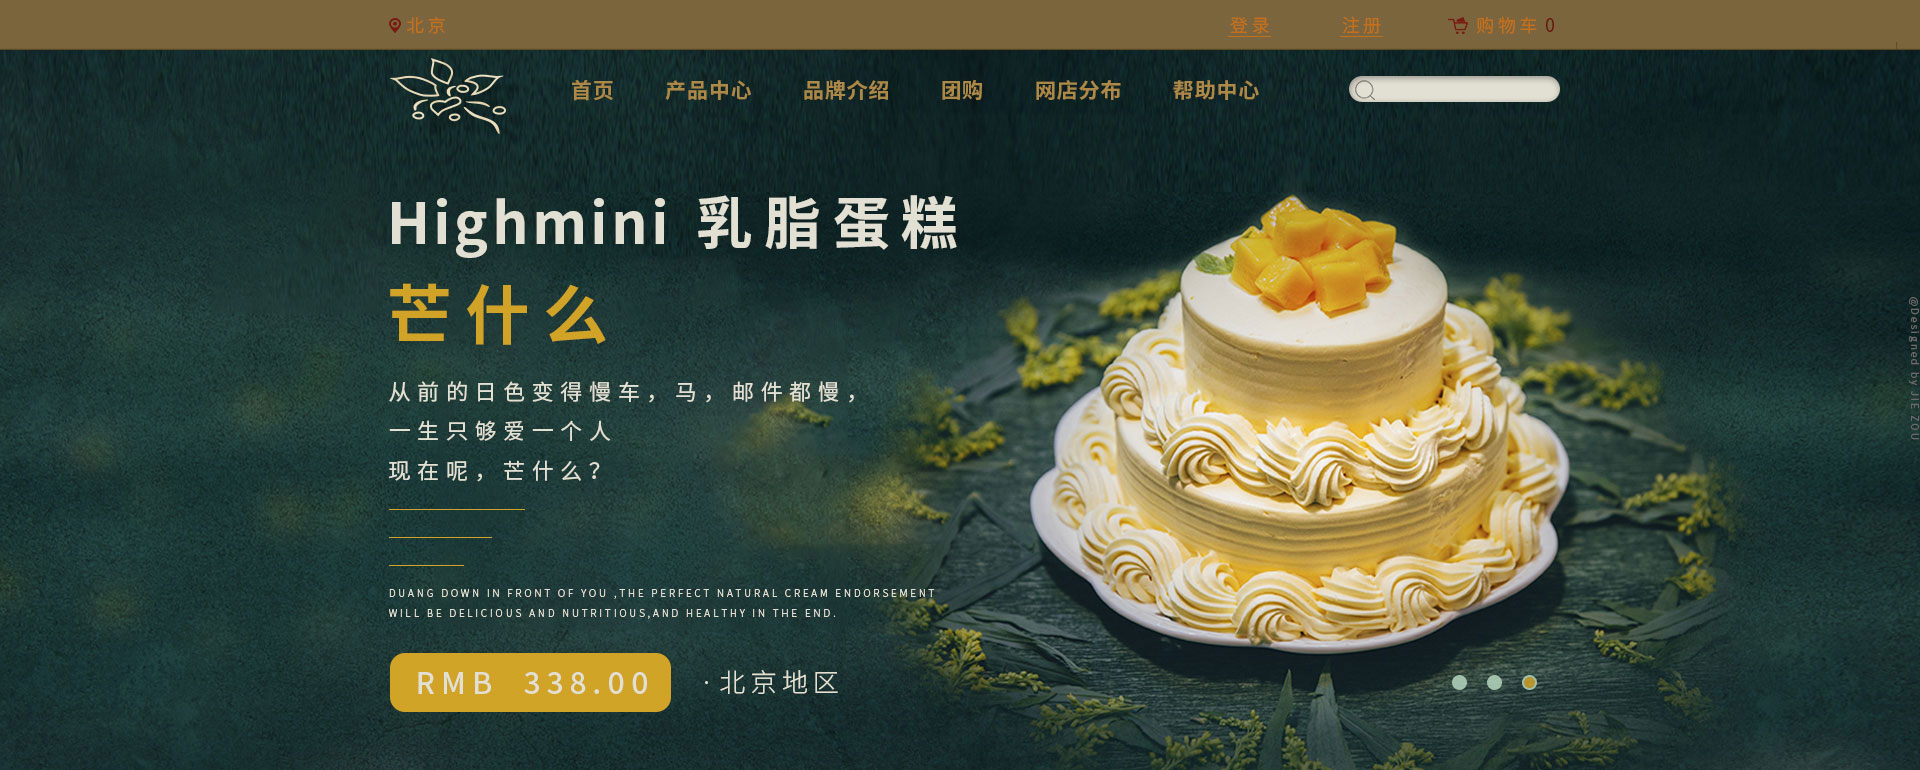 北京
登录
注册
购物车 0
首页 产品中心 品牌介绍 团购 网店分布 帮助中心
Highmini 乳脂蛋糕
芒什么
从前的日色变得慢车，马，邮件都慢，
一生只够爱一个人
现在呢，芒什么？
DUANG DOWN IN FRONT OF YOU ,THE PERFECT NATURAL CREAM ENDORSEMENT
WILL BE DELICIOUS AND NUTRITIOUS,AND HEALTHY IN THE END.
RMB 338.00
·北京地区
@Designed by JIE ZOU